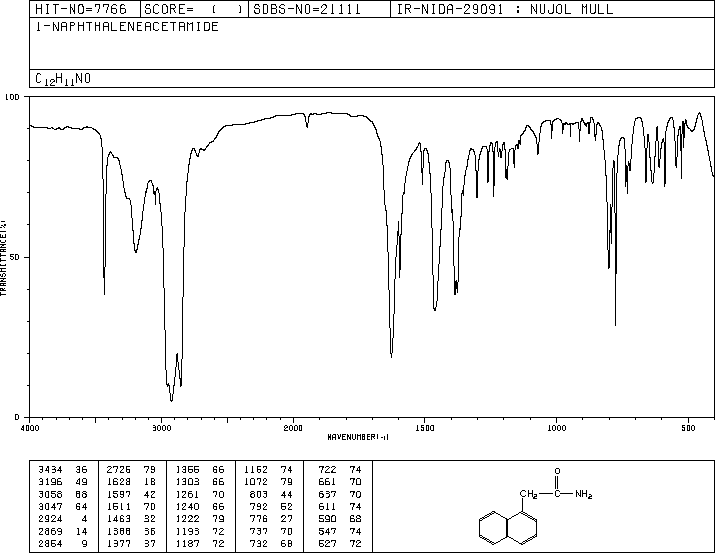 HIT-NO=7766 SCORE= ( ) SDBS-NO=21111 IR-NIDA-29091 : NUJOL MULL
1-NAPHTHALENEACETAMIDE
C12H11NO
100
50
0
TRANSMITTANCE(%)
4000 3000 2000 1500 1000 500
WAVENUMBER(-1)
3434 36 2726 79 1366 66 1162 74 722 74
3196 49 1628 18 1303 66 1072 79 661 70
3058 68 1597 42 1261 70 803 44 637 70
3047 64 1511 70 1240 66 792 52 611 74
2924 4 1463 32 1222 79 776 27 590 68
2869 14 1388 36 1193 72 737 70 547 74
2854 9 1377 37 1187 72 732 68 527 72
O
CH2 C NH2